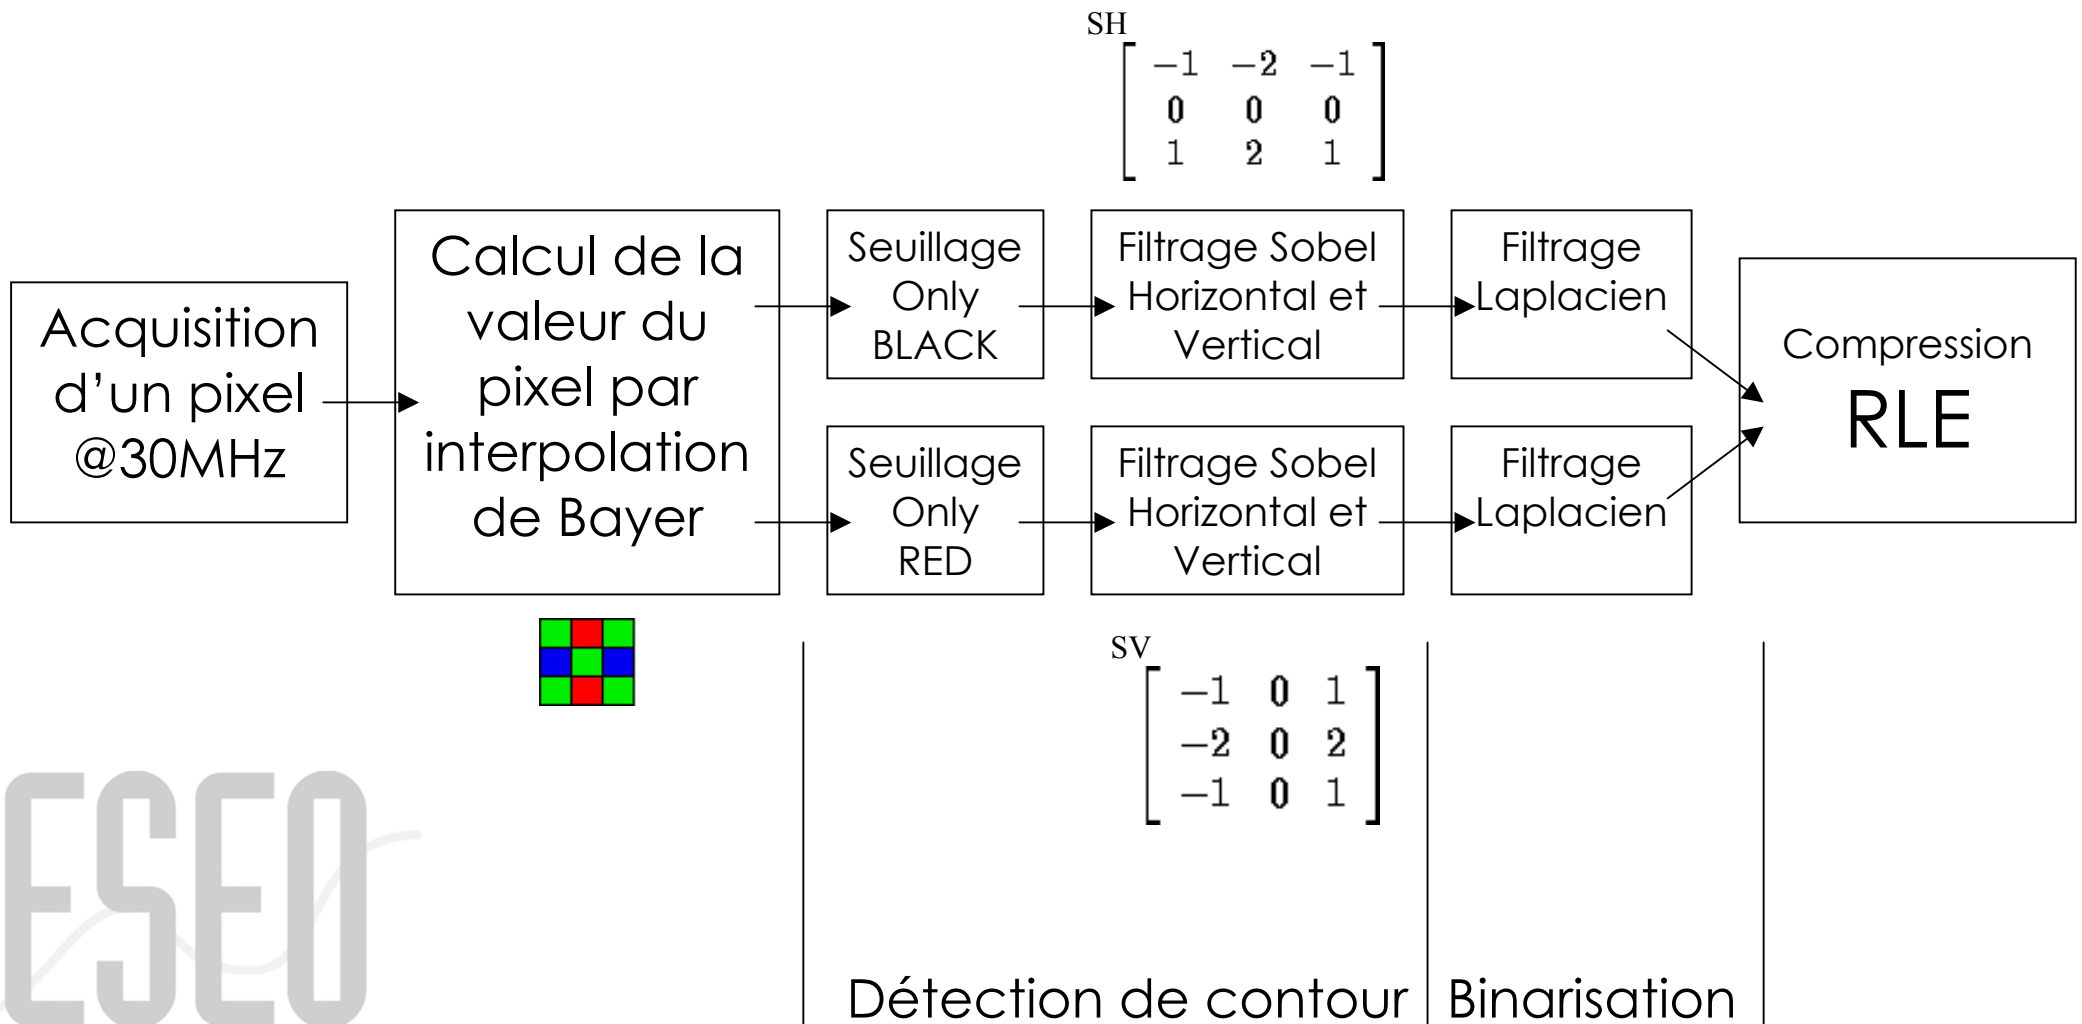 SH
−1 −2 −1
0 0 0
1 2 1
Acquisition
d'un pixel
@30MHz
Calcul de la
valeur du
pixel par
interpolation
de Bayer
Seuillage
Only
BLACK
Filtrage Sobel
Horizontal et
Vertical
Filtrage
Laplacien
Seuillage
Only
RED
Filtrage Sobel
Horizontal et
Vertical
Filtrage
Laplacien
Compression
RLE
SV
−1 0 1
−2 0 2
−1 0 1
ESEO
Détection de contour
Binarisation